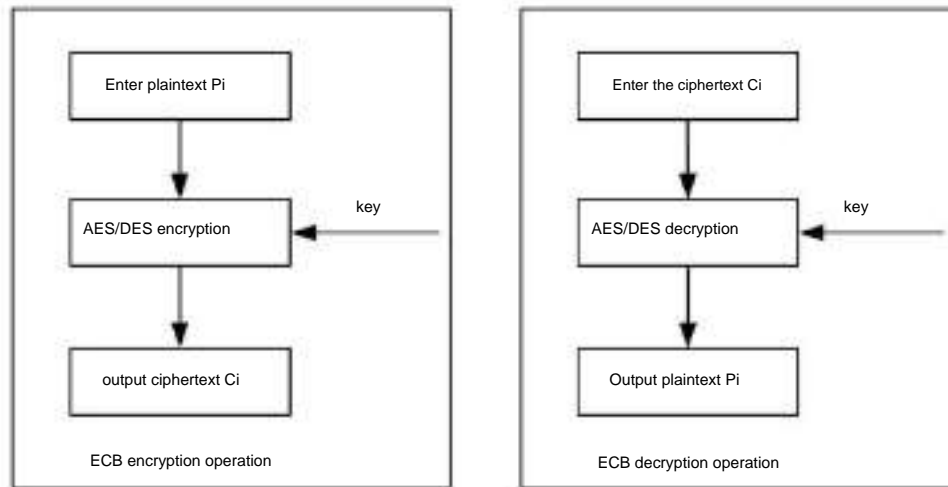 Enter plaintext Pi
key
AES/DES encryption
output ciphertext Ci
ECB encryption operation
Enter the ciphertext Ci
key
AES/DES decryption
Output plaintext Pi
ECB decryption operation